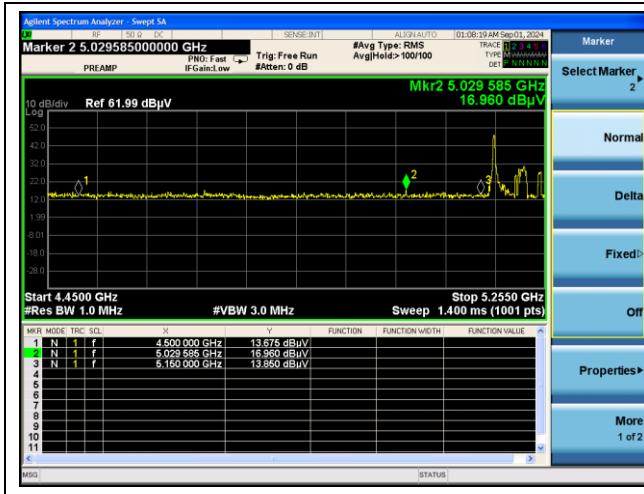 Agilent Spectrum Analyzer - Swept SA
RF 50 Ω DC SENSE:INT ALIGN AUTO 01:08:19 AM Sep 01, 2024
Marker 2 5.029585000000 GHz
PREAMP
PNO: Fast
IFGain:Low
Trig: Free Run
#Atten: 0 dB
#Avg Type: RMS
Avg|Hold:>100/100
TRACE 1 2 3 4 5 6
TYPE
DET P N N N N N
Mkr2 5.029 585 GHz
16.960 dBµV
10 dB/div Ref 61.99 dBµV
Log
52.0
42.0
32.0
22.0
12.0
1.99
-8.01
-18.0
-28.0
1
2
3
Start 4.4500 GHz
Stop 5.2550 GHz
#Res BW 1.0 MHz
#VBW 3.0 MHz
Sweep 1.400 ms (1001 pts)
MKR MODE TRC SCL X Y FUNCTION FUNCTION WIDTH FUNCTION VALUE
1 N 1 f 4.500 000 GHz 13.675 dBµV
2 N 1 f 5.029 585 GHz 16.960 dBµV
3 N 1 f 5.150 000 GHz 13.850 dBµV
4
5
6
7
8
9
10
11
MSG
STATUS
Marker
Select Marker
2
Normal
Delta
Fixed
Off
Properties
More
1 of 2